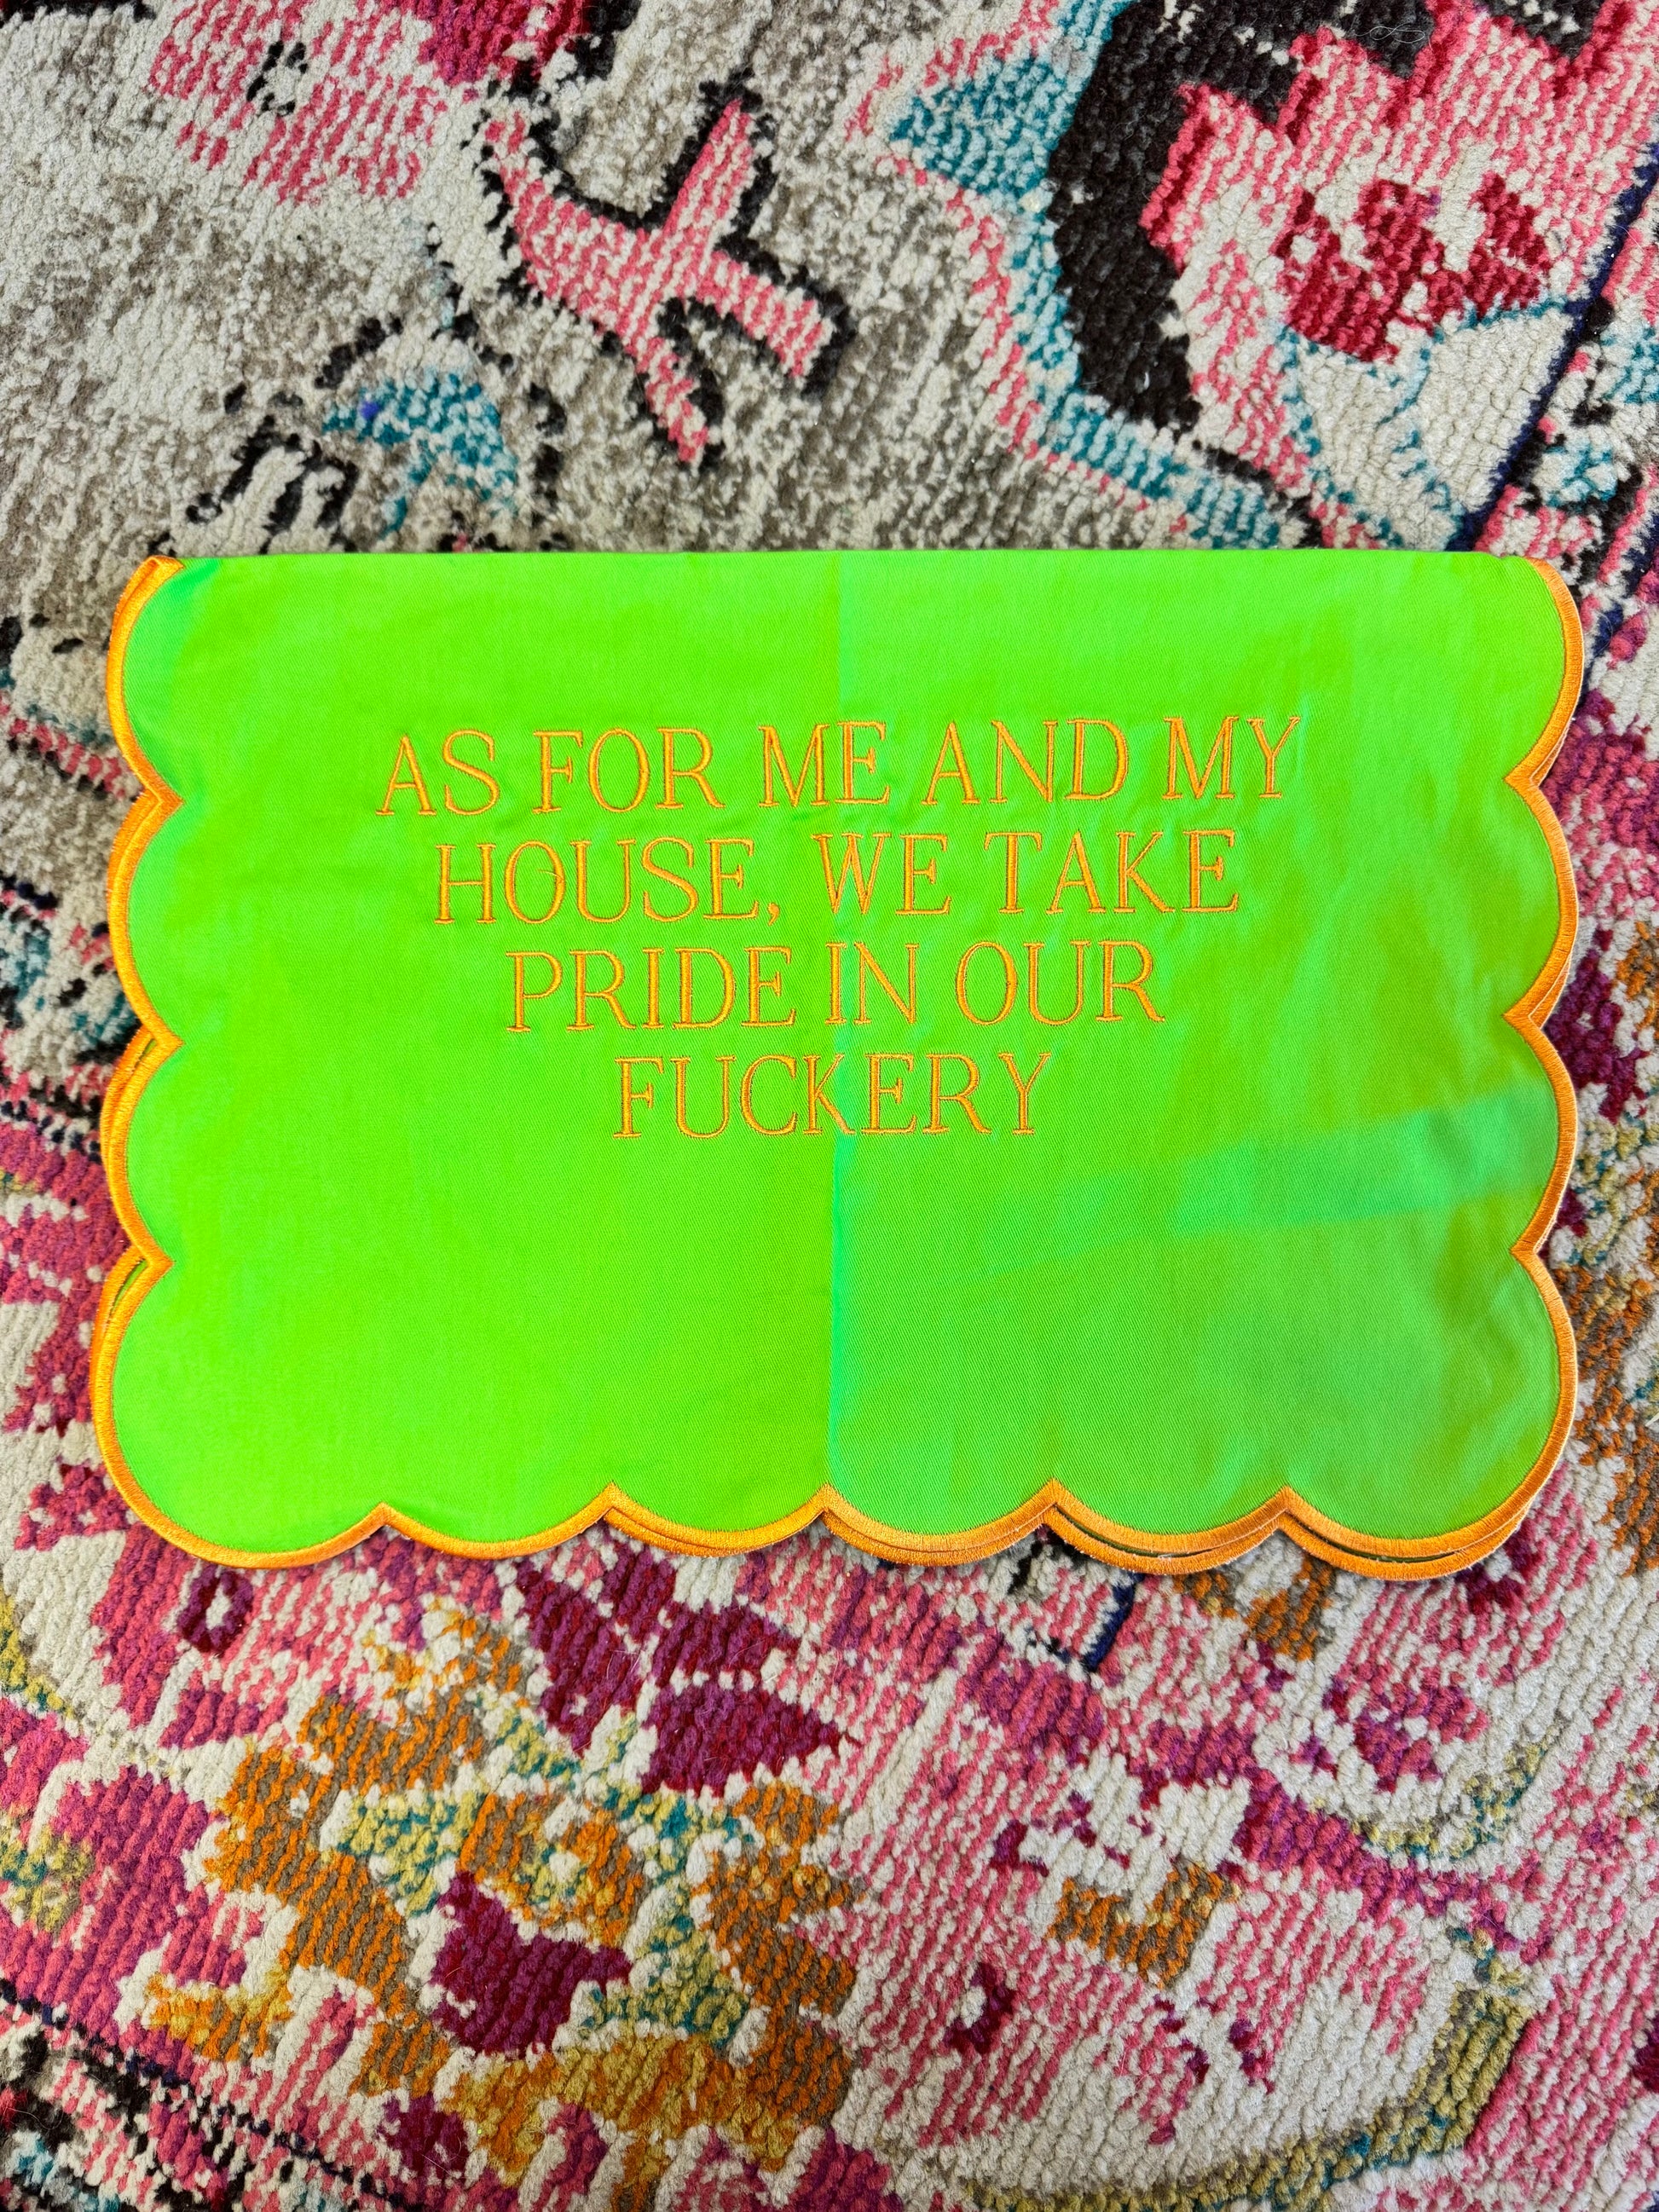 AS FOR ME AND MY
HOUSE, WE TAKE
PRIDE IN OUR
FUCKERY